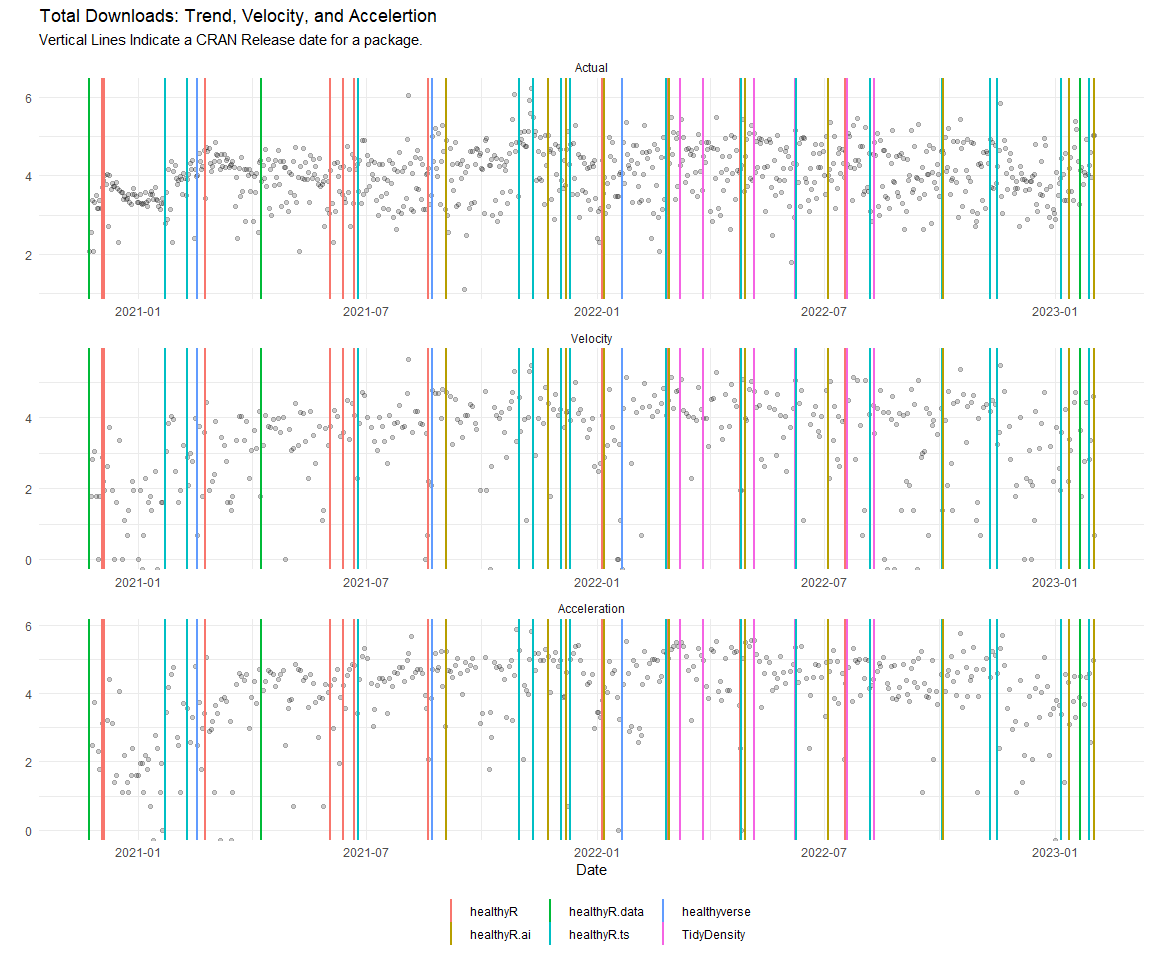 Total Downloads: Trend, Velocity, and Accelertion
Vertical Lines Indicate a CRAN Release date for a package.
Actual
6
4
2
2021-01 2021-07 2022-01 2022-07 2023-01
Velocity
4
2
0
2021-01 2021-07 2022-01 2022-07 2023-01
Acceleration
6
4
2
0
2021-01 2021-07 2022-01 2022-07 2023-01
Date
healthyR healthyR.data healthyverse
healthyR.ai healthyR.ts TidyDensity